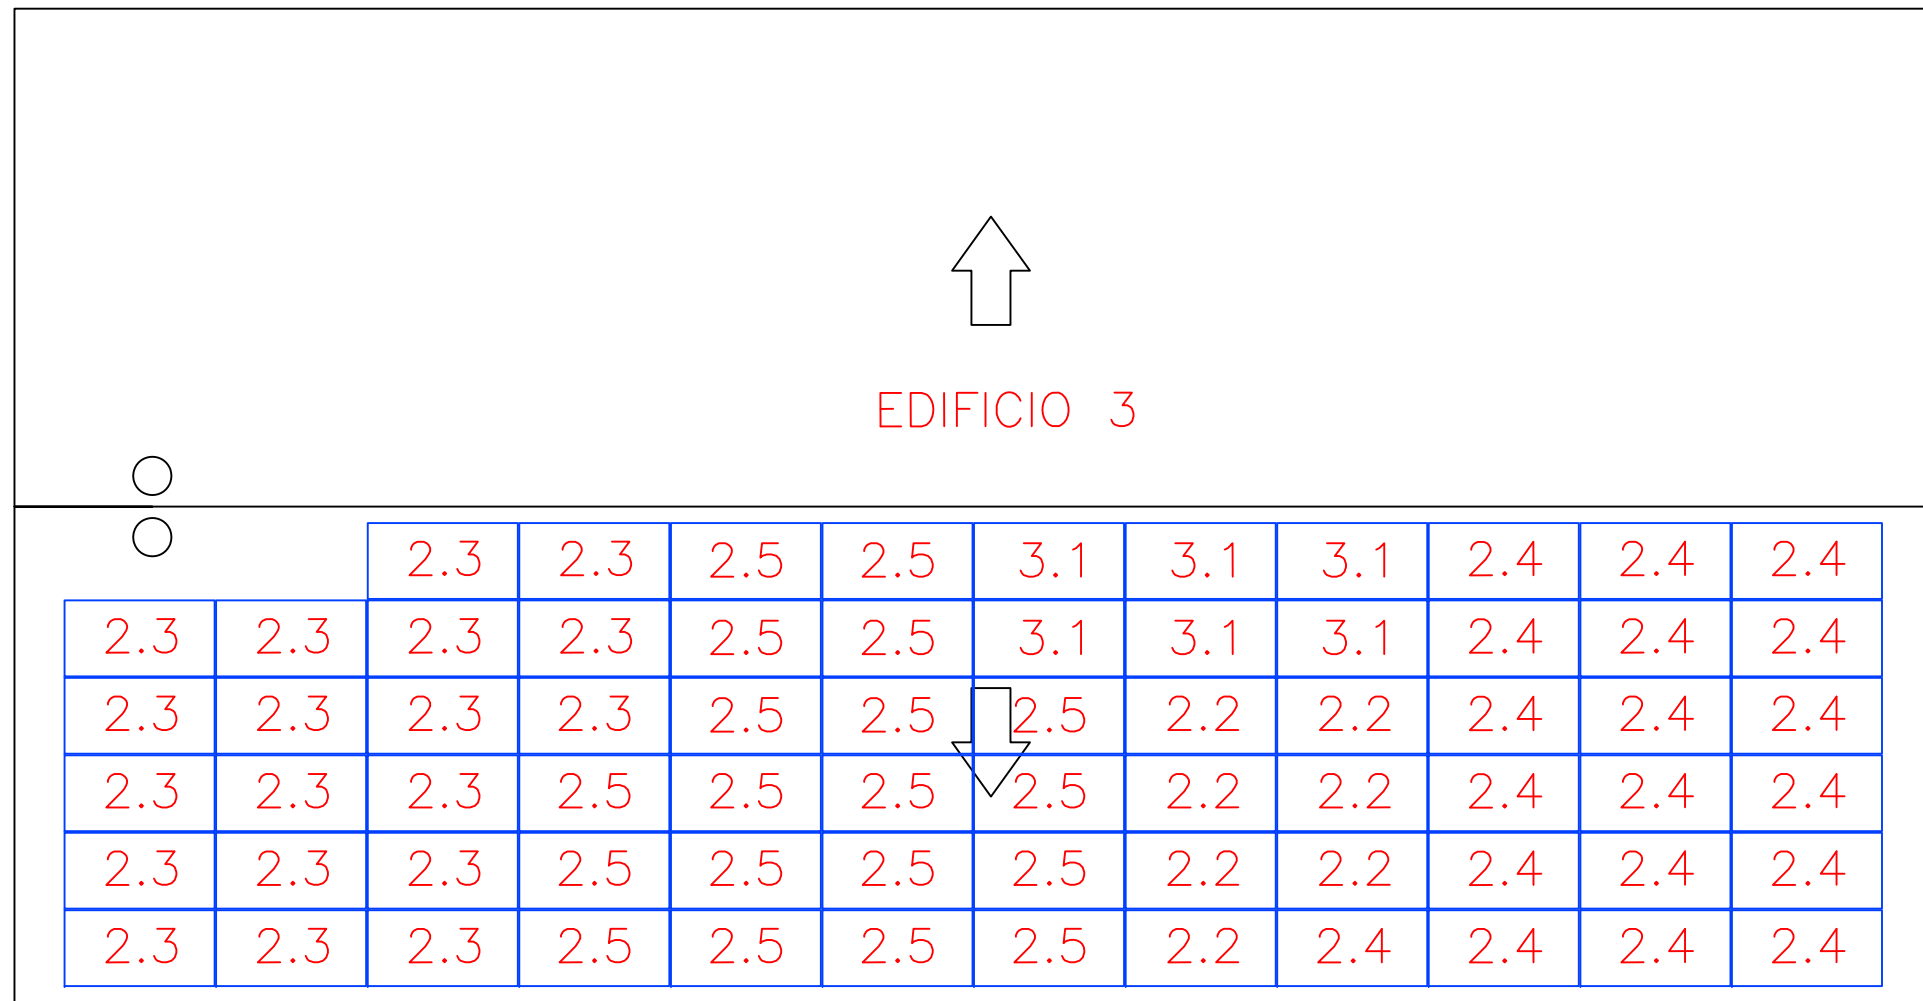 EDIFICIO 3
2.3 2.3 2.5 2.5 3.1 3.1 3.1 2.4 2.4 2.4
2.3 2.3 2.3 2.3 2.5 2.5 3.1 3.1 3.1 2.4 2.4 2.4
2.3 2.3 2.3 2.3 2.5 2.5 2.5 2.2 2.2 2.4 2.4 2.4
2.3 2.3 2.3 2.5 2.5 2.5 2.5 2.2 2.2 2.4 2.4 2.4
2.3 2.3 2.3 2.5 2.5 2.5 2.5 2.2 2.2 2.4 2.4 2.4
2.3 2.3 2.3 2.5 2.5 2.5 2.5 2.2 2.4 2.4 2.4 2.4